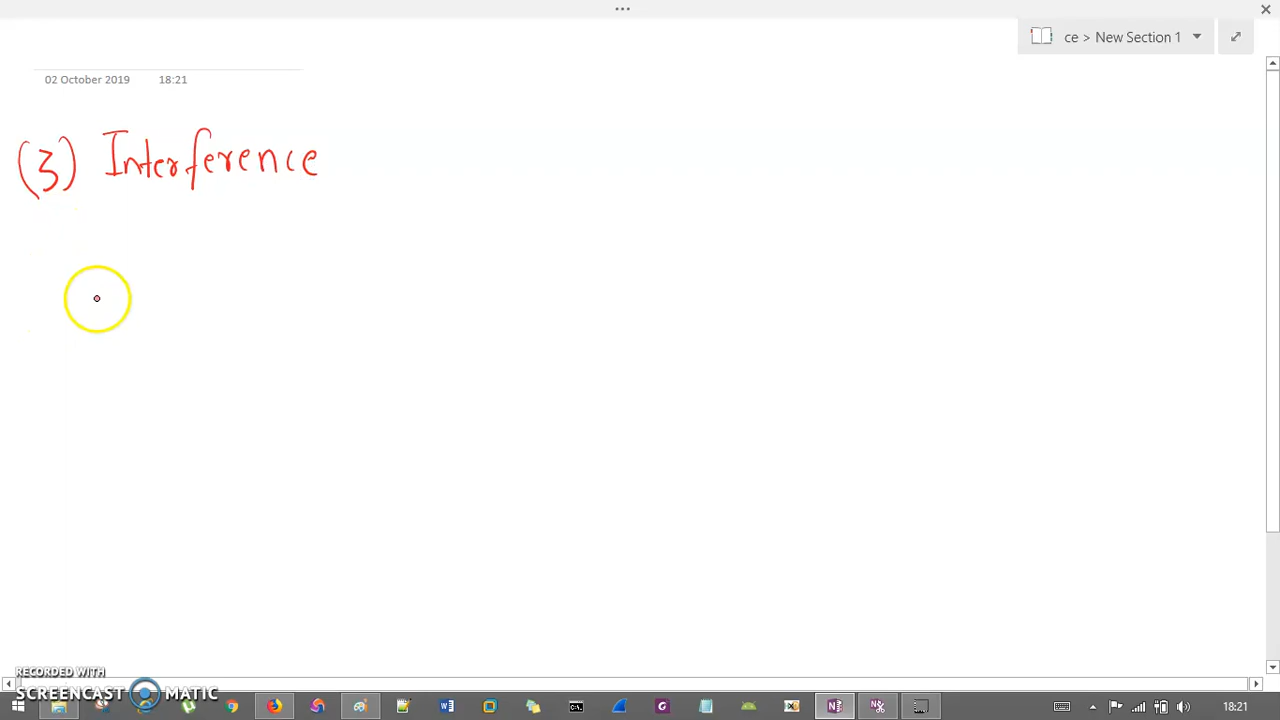 ce > New Section 1
02 October 2019 18:21
(3) Interference
RECORDED WITH
SCREENCAST MATIC
18:21